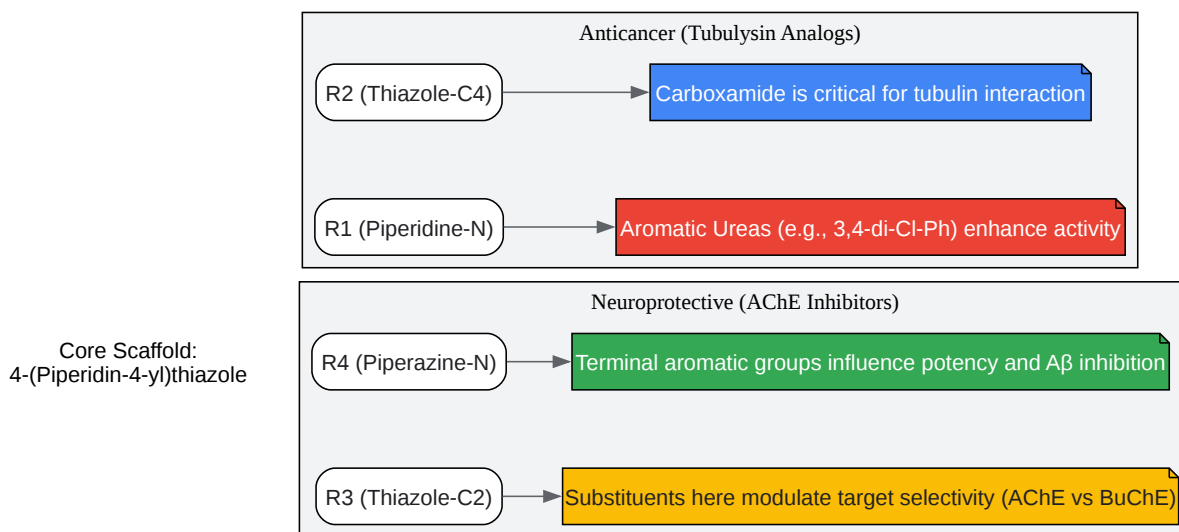 Anticancer (Tubulysin Analogs)
R2 (Thiazole-C4)
Carboxamide is critical for tubulin interaction
R1 (Piperidine-N)
Aromatic Ureas (e.g., 3,4-di-Cl-Ph) enhance activity
Neuroprotective (AChE Inhibitors)
Core Scaffold:
4-(Piperidin-4-yl)thiazole
R4 (Piperazine-N)
Terminal aromatic groups influence potency and Aβ inhibition
R3 (Thiazole-C2)
Substituents here modulate target selectivity (AChE vs BuChE)